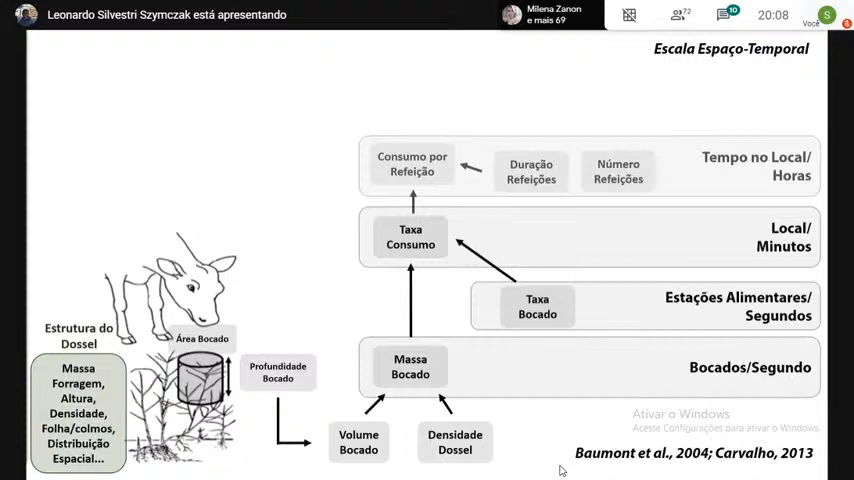 Leonardo Silvestri Szymczak está apresentando
Milena Zanon
e mais 69
72
10
20:08
Você
S
Escala Espaço-Temporal
Consumo por
Refeição
Duração
Refeições
Número
Refeições
Tempo no Local/
Horas
Taxa
Consumo
Local/
Minutos
Taxa
Bocado
Estações Alimentares/
Segundos
Massa
Bocado
Bocados/Segundo
Estrutura do
Dossel
Massa
Forragem,
Altura,
Densidade,
Folha/colmos,
Distribuição
Espacial...
Área Bocado
Profundidade
Bocado
Volume
Bocado
Densidade
Dossel
Ativar o Windows
Acesse Configurações para ativar o Windows.
Baumont et al., 2004; Carvalho, 2013